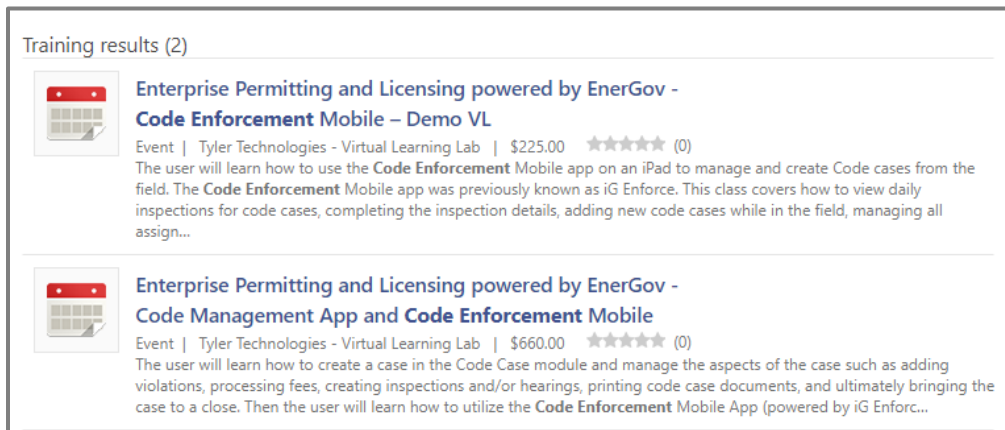 Training results (2)
Enterprise Permitting and Licensing powered by EnerGov -
Code Enforcement Mobile – Demo VL
Event | Tyler Technologies - Virtual Learning Lab | $225.00 (0)
The user will learn how to use the Code Enforcement Mobile app on an iPad to manage and create Code cases from the
field. The Code Enforcement Mobile app was previously known as iG Enforce. This class covers how to view daily
inspections for code cases, completing the inspection details, adding new code cases while in the field, managing all
assign...
Enterprise Permitting and Licensing powered by EnerGov -
Code Management App and Code Enforcement Mobile
Event | Tyler Technologies - Virtual Learning Lab | $660.00 (0)
The user will learn how to create a case in the Code Case module and manage the aspects of the case such as adding
violations, processing fees, creating inspections and/or hearings, printing code case documents, and ultimately bringing the
case to a close. Then the user will learn how to utilize the Code Enforcement Mobile App (powered by iG Enforc...